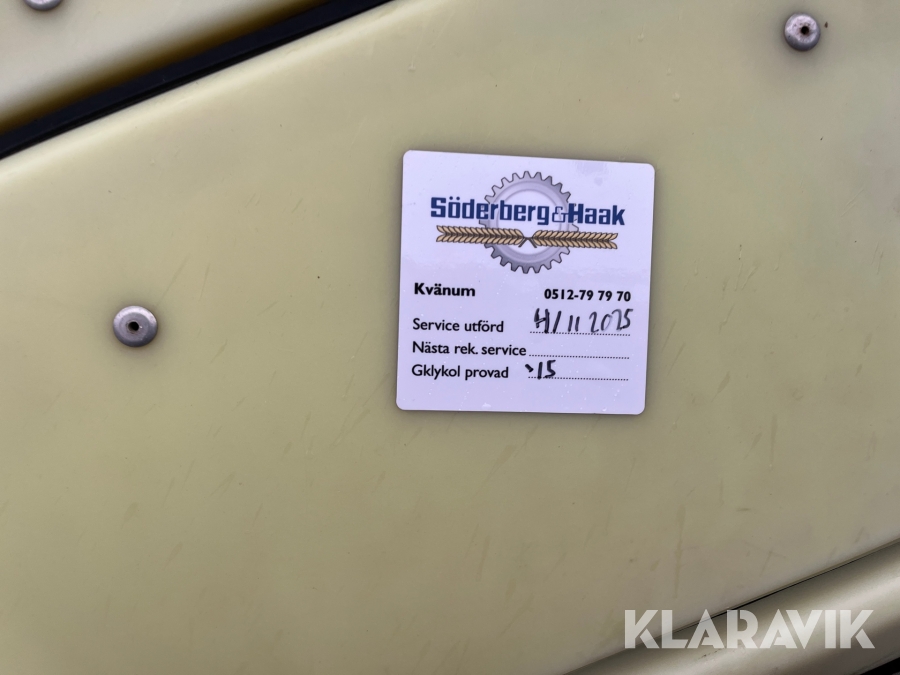 Söderberg&Haak
Kvänum 0512-79 79 70
Service utförd 4/11 2025
Nästa rek. service
Gklykol provad -15
KLARAVIK